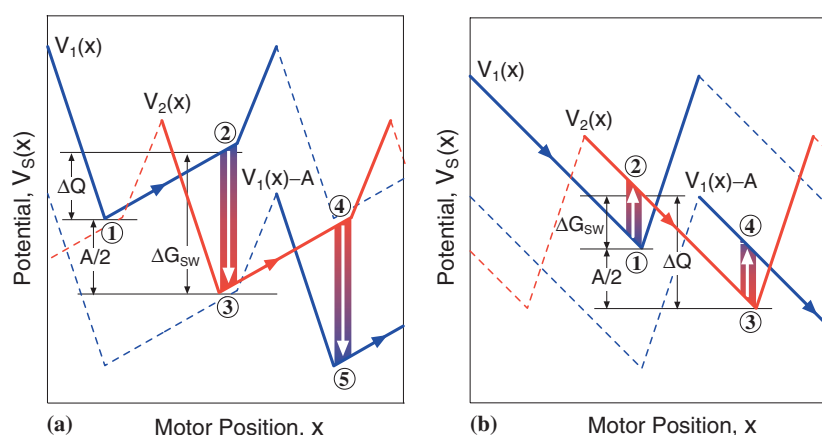 V₁(x)
V₂(x)
②
V₁(x)–A
④
ΔQ
①
ΔG_SW
A/2
③
⑤
Potential, V_S(x)
(a)
Motor Position, x
V₁(x)
V₂(x)
②
V₁(x)–A
④
ΔG_SW
ΔQ
①
A/2
③
Potential, V_S(x)
(b)
Motor Position, x